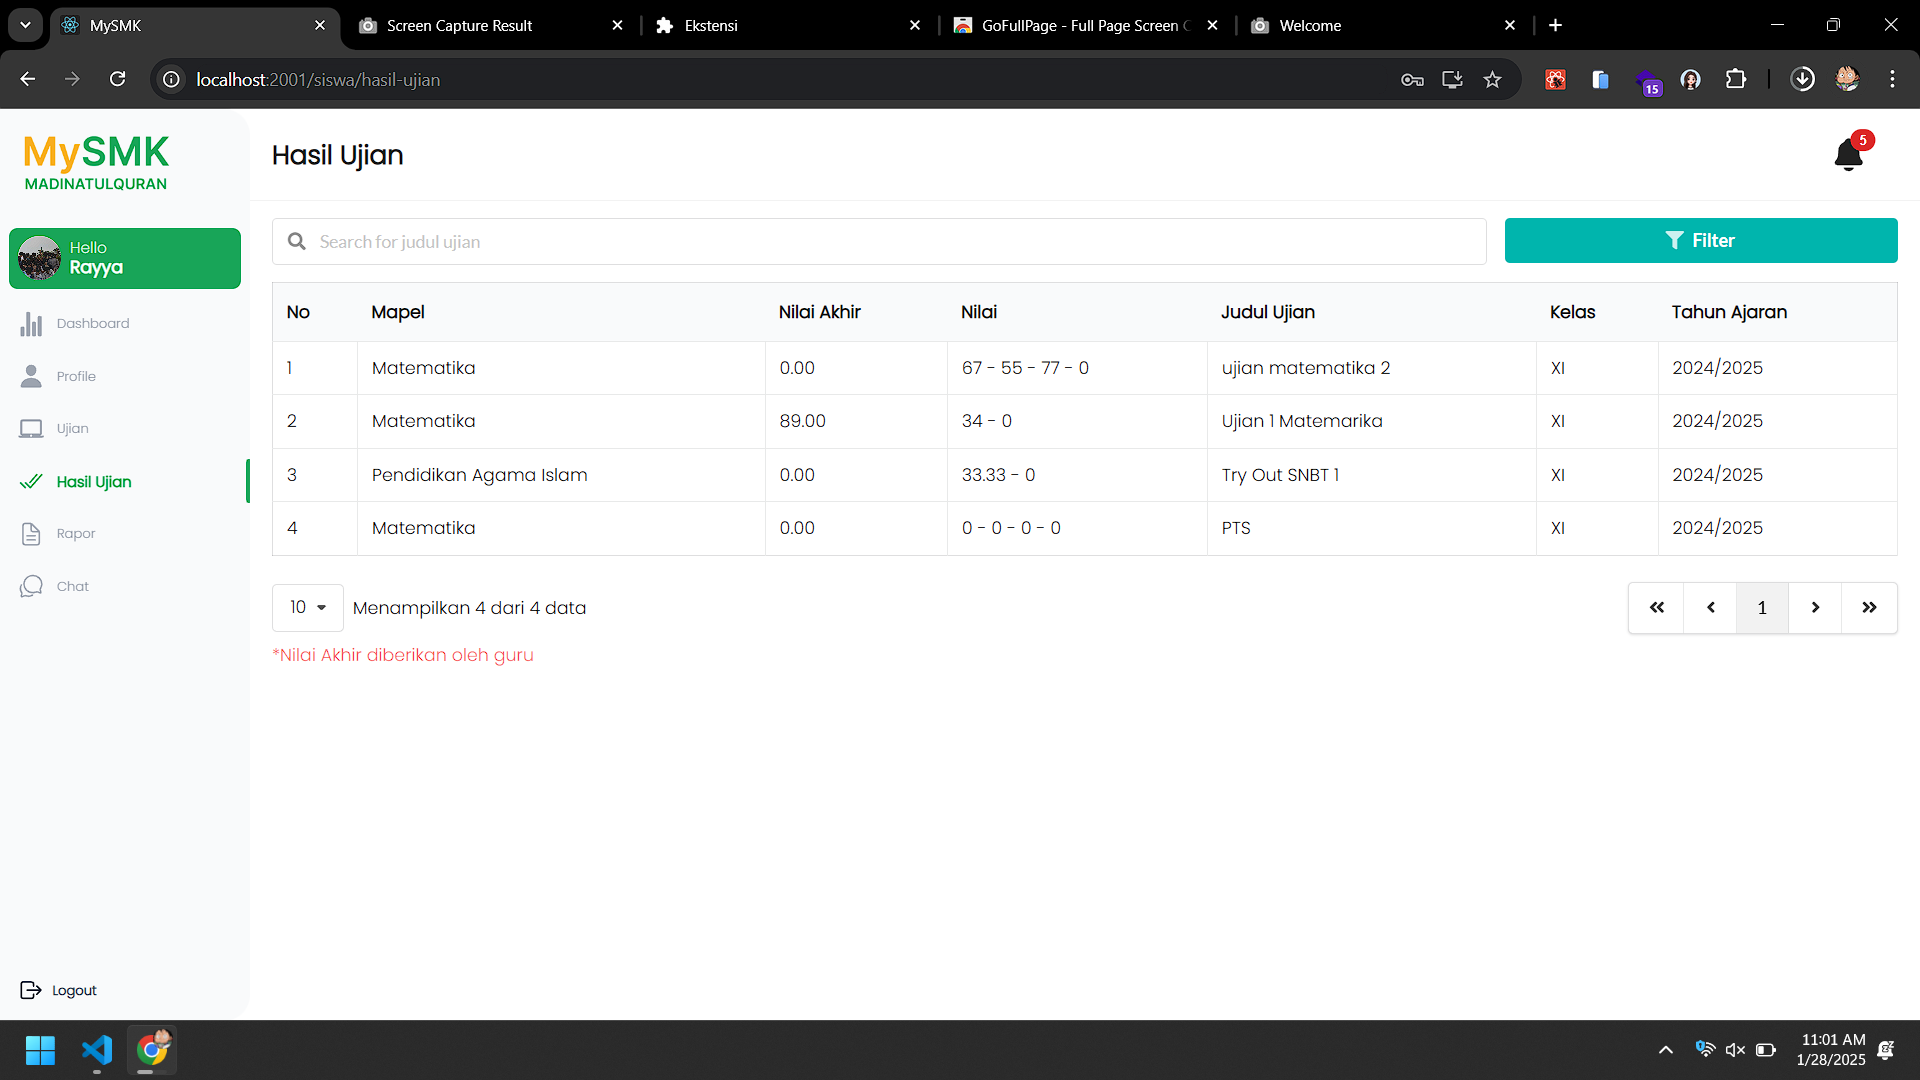 MySMK
Screen Capture Result
Ekstensi
GoFullPage - Full Page Screen C
Welcome
localhost:2001/siswa/hasil-ujian
15
MySMK
MADINATULQURAN
Hasil Ujian
5
Hello
Rayya
Dashboard
Profile
Ujian
Hasil Ujian
Rapor
Chat
Logout
Search for judul ujian
Filter
No Mapel Nilai Akhir Nilai Judul Ujian Kelas Tahun Ajaran
1 Matematika 0.00 67 - 55 - 77 - 0 ujian matematika 2 XI 2024/2025
2 Matematika 89.00 34 - 0 Ujian 1 Matemarika XI 2024/2025
3 Pendidikan Agama Islam 0.00 33.33 - 0 Try Out SNBT 1 XI 2024/2025
4 Matematika 0.00 0 - 0 - 0 - 0 PTS XI 2024/2025
10 Menampilkan 4 dari 4 data
« ‹ 1 › »
*Nilai Akhir diberikan oleh guru
11:01 AM
1/28/2025